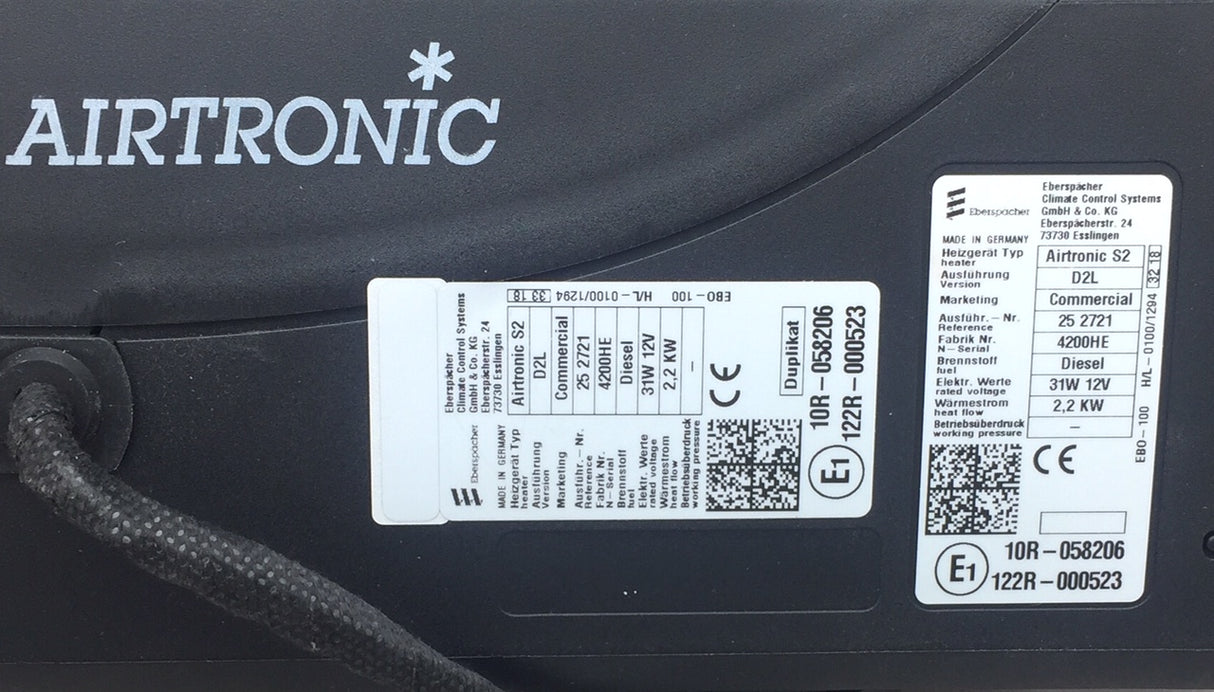 AIRTRONIC
Eberspächer
Eberspächer
Climate Control Systems
GmbH & Co. KG
Eberspächerstr. 24
73730 Esslingen
MADE IN GERMANY
Heizgerät Typ
heater
Airtronic S2
Ausführung
Version
D2L
Marketing
Commercial
Ausführ. – Nr.
Reference
25 2721
Fabrik Nr.
N – Serial
4200HE
Brennstoff
fuel
Diesel
Elektr. Werte
rated voltage
31W 12V
Wärmestrom
heat flow
2,2 KW
Betriebsüberdruck
working pressure
–
EBO – 100 H/L – 0100/1294 33 18
CE
Duplikat
E1
10R – 058206
122R – 000523
Eberspächer
Eberspächer
Climate Control Systems
GmbH & Co. KG
Eberspächerstr. 24
73730 Esslingen
MADE IN GERMANY
Heizgerät Typ
heater
Airtronic S2
Ausführung
Version
D2L
Marketing
Commercial
Ausführ. – Nr.
Reference
25 2721
Fabrik Nr.
N – Serial
4200HE
Brennstoff
fuel
Diesel
Elektr. Werte
rated voltage
31W 12V
Wärmestrom
heat flow
2,2 KW
Betriebsüberdruck
working pressure
–
EBO – 100 H/L – 0100/1294 32 18
CE
E1
10R – 058206
122R – 000523